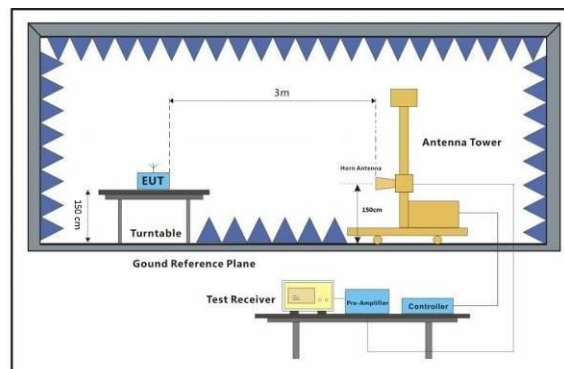 3m
Antenna Tower
Horn Antenna
EUT
150 cm
150cm
Turntable
Gound Reference Plane
Test Receiver
Pre-Amplifier
Controller